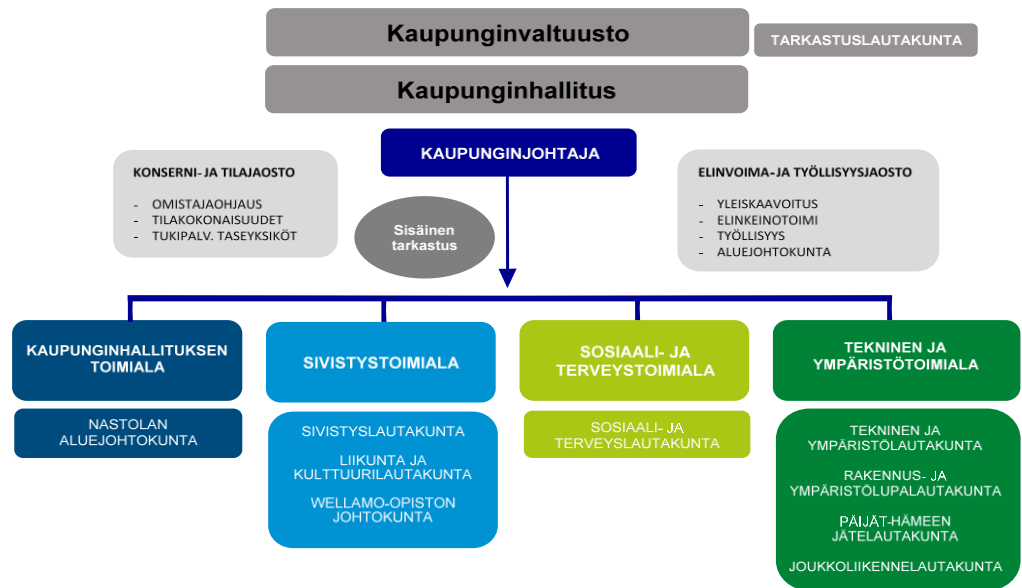 Kaupunginvaltuusto
TARKASTUSLAUTAKUNTA
Kaupunginhallitus
KAUPUNGINJOHTAJA
KONSERNI- JA TILAJAOSTO
- OMISTAJAOHJAUS
- TILAKOKONAISUUDET
- TUKIPALV. TASEYKSIKÖT
Sisäinen
tarkastus
ELINVOIMA-JA TYÖLLISYYSJAOSTO
- YLEISKAAVOITUS
- ELINKEINOTOIMI
- TYÖLLISYYS
- ALUEJOHTOKUNTA
KAUPUNGINHALLITUKSEN
TOIMIALA
NASTOLAN
ALUEJOHTOKUNTA
SIVISTYSTOIMIALA
SIVISTYSLAUTAKUNTA
LIIKUNTA JA
KULTTUURILAUTAKUNTA
WELLAMO-OPISTON
JOHTOKUNTA
SOSIAALI- JA
TERVEYSTOIMIALA
SOSIAALI- JA
TERVEYSLAUTAKUNTA
TEKNINEN JA
YMPÄRISTÖTOIMIALA
TEKNINEN JA
YMPÄRISTÖLAUTAKUNTA
RAKENNUS- JA
YMPÄRISTÖLUPALAUTAKUNTA
PÄIJÄT-HÄMEEN
JÄTELAUTAKUNTA
JOUKKOLIIKENNELAUTAKUNTA